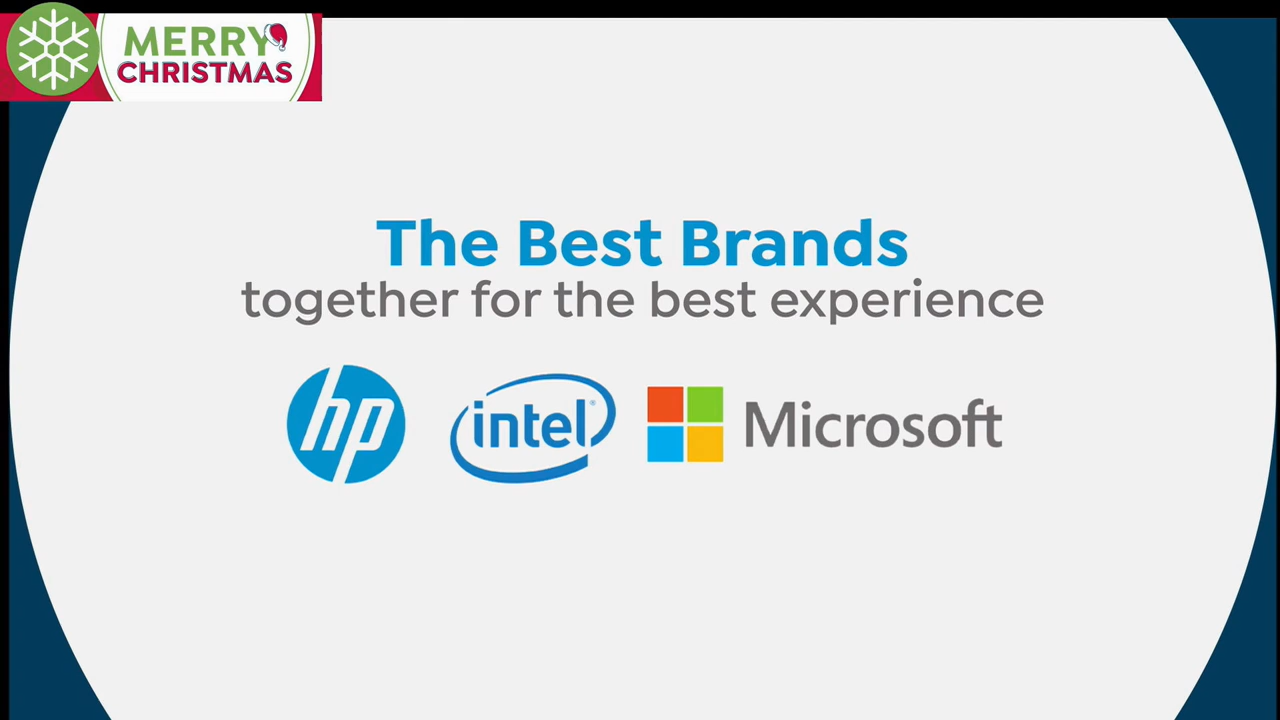 MERRY
CHRISTMAS
The Best Brands
together for the best experience
hp
intel®
Microsoft